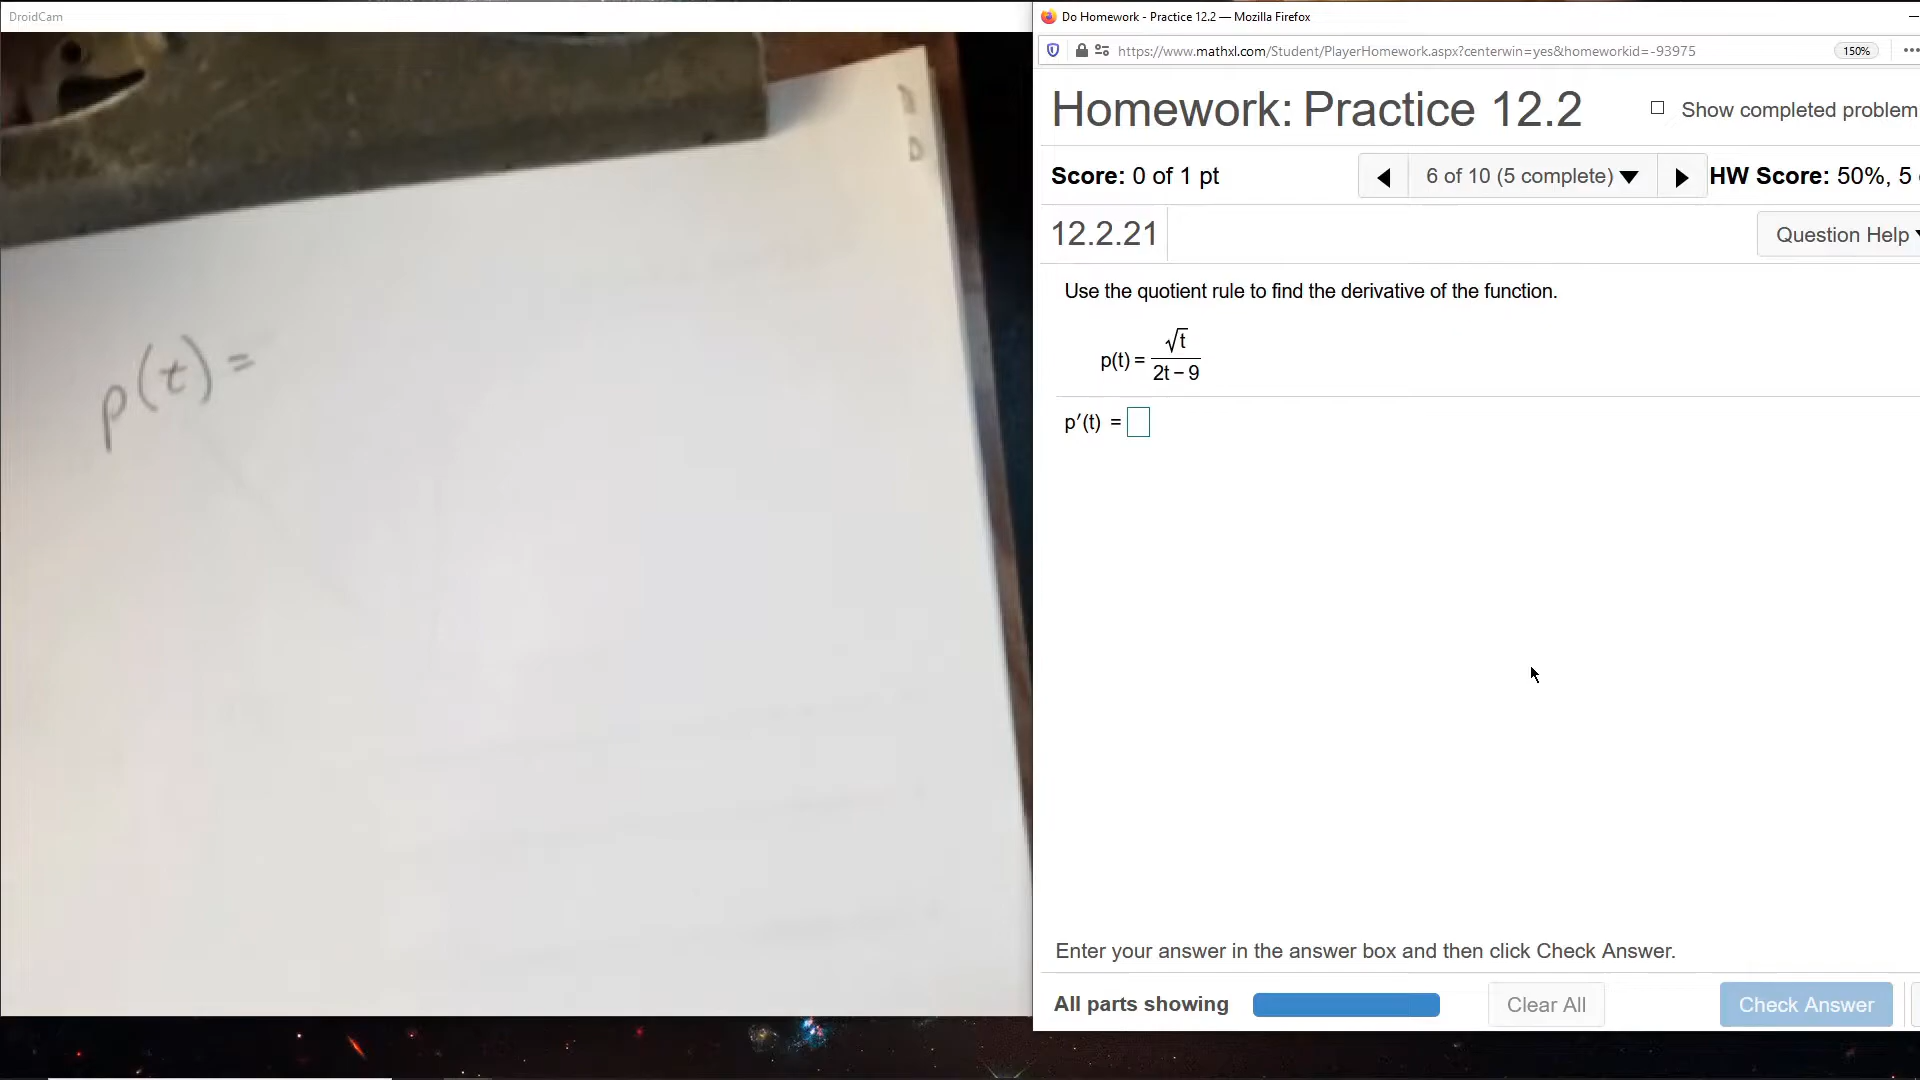 DroidCam
p(t) =
Do Homework - Practice 12.2 — Mozilla Firefox
https://www.mathxl.com/Student/PlayerHomework.aspx?centerwin=yes&homeworkid=-93975
150%
Homework: Practice 12.2
Show completed problem
Score: 0 of 1 pt
6 of 10 (5 complete)
HW Score: 50%, 5
12.2.21
Question Help
Use the quotient rule to find the derivative of the function.
p(t) = √t / 2t − 9
p′(t) =
Enter your answer in the answer box and then click Check Answer.
All parts showing
Clear All
Check Answer